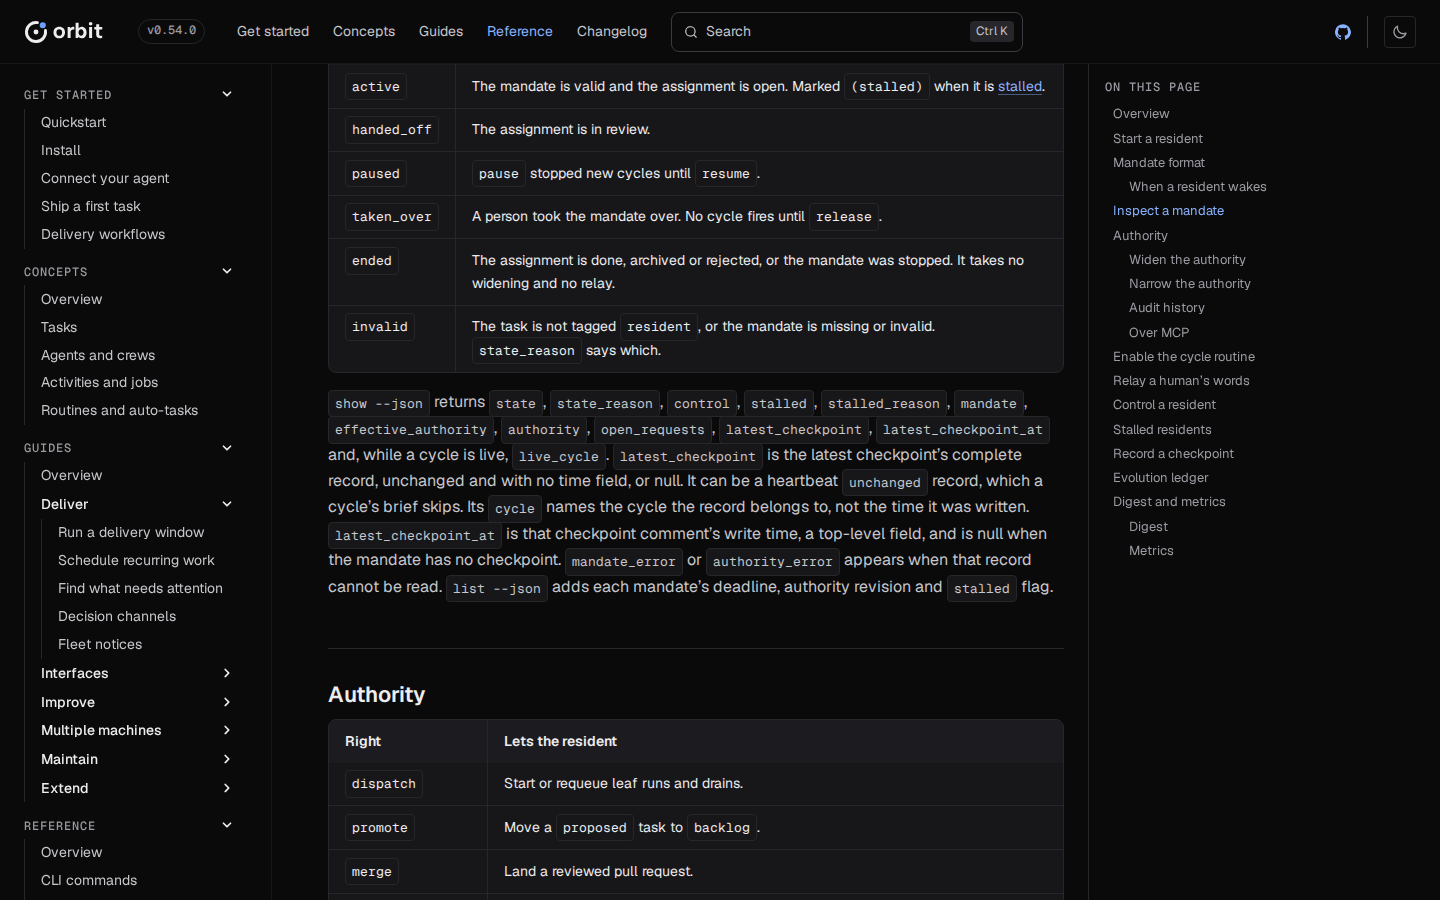 orbit
v0.54.0
Get started
Concepts
Guides
Reference
Changelog
Search
Ctrl K
GET STARTED
Quickstart
Install
Connect your agent
Ship a first task
Delivery workflows
CONCEPTS
Overview
Tasks
Agents and crews
Activities and jobs
Routines and auto-tasks
GUIDES
Overview
Deliver
Run a delivery window
Schedule recurring work
Find what needs attention
Decision channels
Fleet notices
Interfaces
Improve
Multiple machines
Maintain
Extend
REFERENCE
Overview
CLI commands
active The mandate is valid and the assignment is open. Marked (stalled) when it is stalled.
handed_off The assignment is in review.
paused pause stopped new cycles until resume.
taken_over A person took the mandate over. No cycle fires until release.
ended The assignment is done, archived or rejected, or the mandate was stopped. It takes no
widening and no relay.
invalid The task is not tagged resident, or the mandate is missing or invalid.
state_reason says which.
show --json returns state, state_reason, control, stalled, stalled_reason, mandate,
effective_authority, authority, open_requests, latest_checkpoint, latest_checkpoint_at
and, while a cycle is live, live_cycle. latest_checkpoint is the latest checkpoint’s complete
record, unchanged and with no time field, or null. It can be a heartbeat unchanged record, which a
cycle’s brief skips. Its cycle names the cycle the record belongs to, not the time it was written.
latest_checkpoint_at is that checkpoint comment’s write time, a top-level field, and is null when
the mandate has no checkpoint. mandate_error or authority_error appears when that record
cannot be read. list --json adds each mandate’s deadline, authority revision and stalled flag.
Authority
Right Lets the resident
dispatch Start or requeue leaf runs and drains.
promote Move a proposed task to backlog.
merge Land a reviewed pull request.
ON THIS PAGE
Overview
Start a resident
Mandate format
When a resident wakes
Inspect a mandate
Authority
Widen the authority
Narrow the authority
Audit history
Over MCP
Enable the cycle routine
Relay a human’s words
Control a resident
Stalled residents
Record a checkpoint
Evolution ledger
Digest and metrics
Digest
Metrics